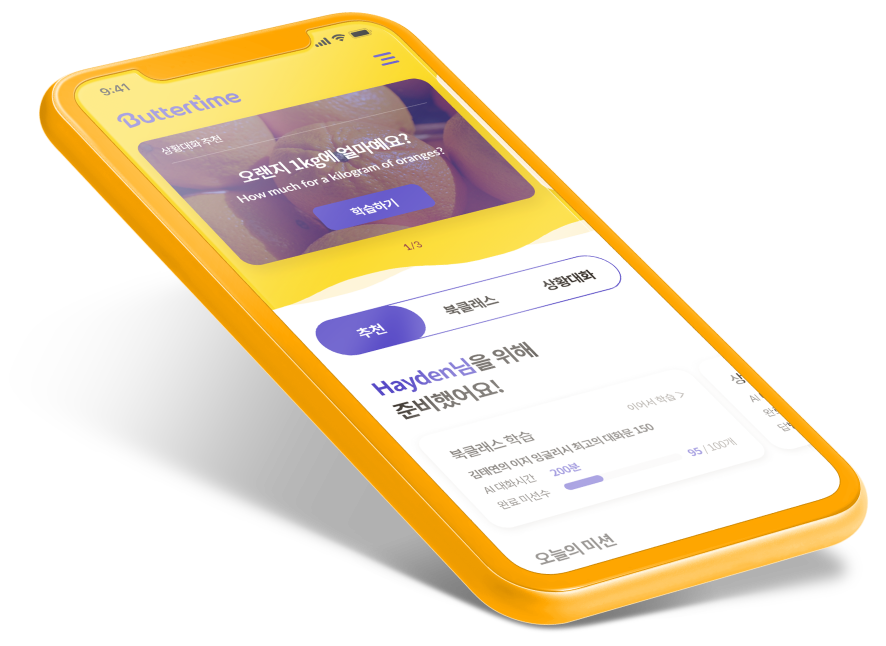 9:41
Buttertime
상황대화 추천
오랜지 1kg에 얼마예요?
How much for a kilogram of oranges?
학습하기
1/3
추천 북클래스 상황대화
Hayden님을 위해
준비했어요!
이어서 학습 >
북클래스 학습
김태연의 이지 잉글리시 최고의 대화문 150
AI 대화시간 200분
완료 미션수 95 / 100개
오늘의 미션
상
AI
완